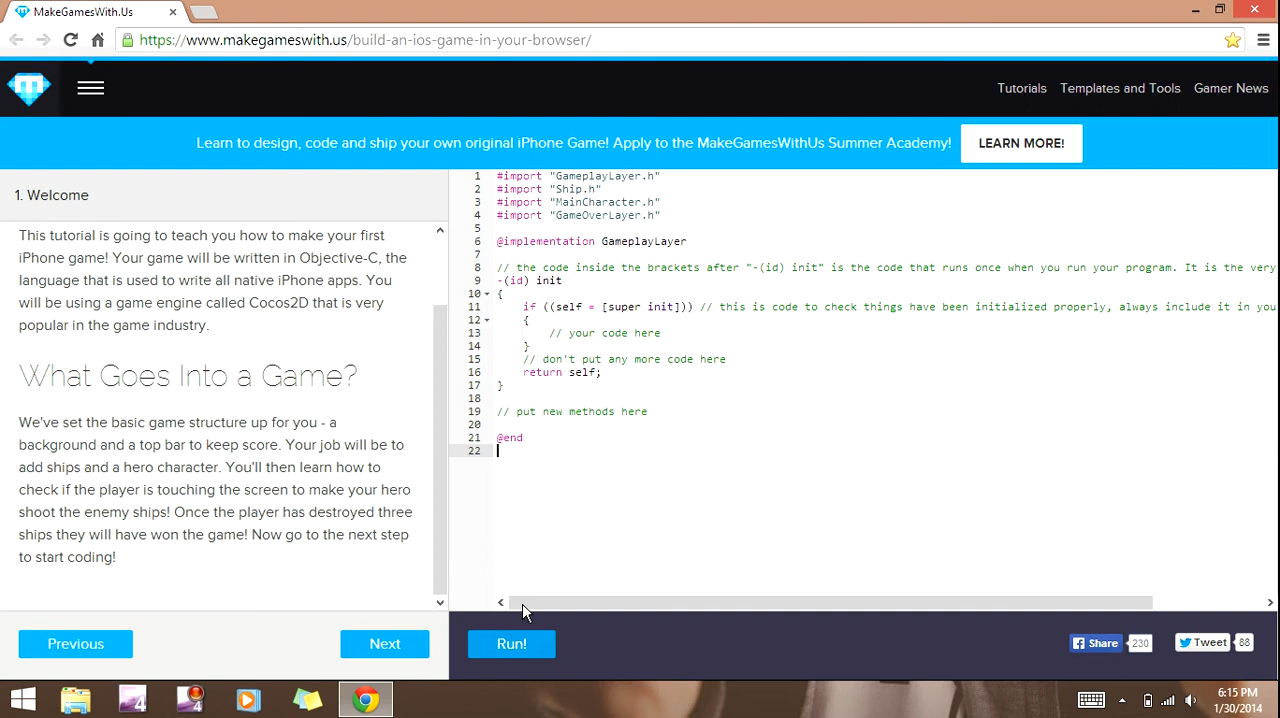 MakeGamesWith.Us
https://www.makegameswith.us/build-an-ios-game-in-your-browser/
Tutorials Templates and Tools Gamer News
Learn to design, code and ship your own original iPhone Game! Apply to the MakeGamesWithUs Summer Academy! LEARN MORE!
1. Welcome
This tutorial is going to teach you how to make your first
iPhone game! Your game will be written in Objective-C, the
language that is used to write all native iPhone apps. You
will be using a game engine called Cocos2D that is very
popular in the game industry.
What Goes Into a Game?
We've set the basic game structure up for you - a
background and a top bar to keep score. Your job will be to
add ships and a hero character. You'll then learn how to
check if the player is touching the screen to make your hero
shoot the enemy ships! Once the player has destroyed three
ships they will have won the game! Now go to the next step
to start coding!
Previous Next
1 #import "GameplayLayer.h"
2 #import "Ship.h"
3 #import "MainCharacter.h"
4 #import "GameOverLayer.h"
5
6 @implementation GameplayLayer
7
8 // the code inside the brackets after "-(id) init" is the code that runs once when you run your program. It is the very
9 -(id) init
10 {
11 if ((self = [super init])) // this is code to check things have been initialized properly, always include it in you
12 {
13 // your code here
14 }
15 // don't put any more code here
16 return self;
17 }
18
19 // put new methods here
20
21 @end
22
Run! Share 230 Tweet 88
6:15 PM
1/30/2014